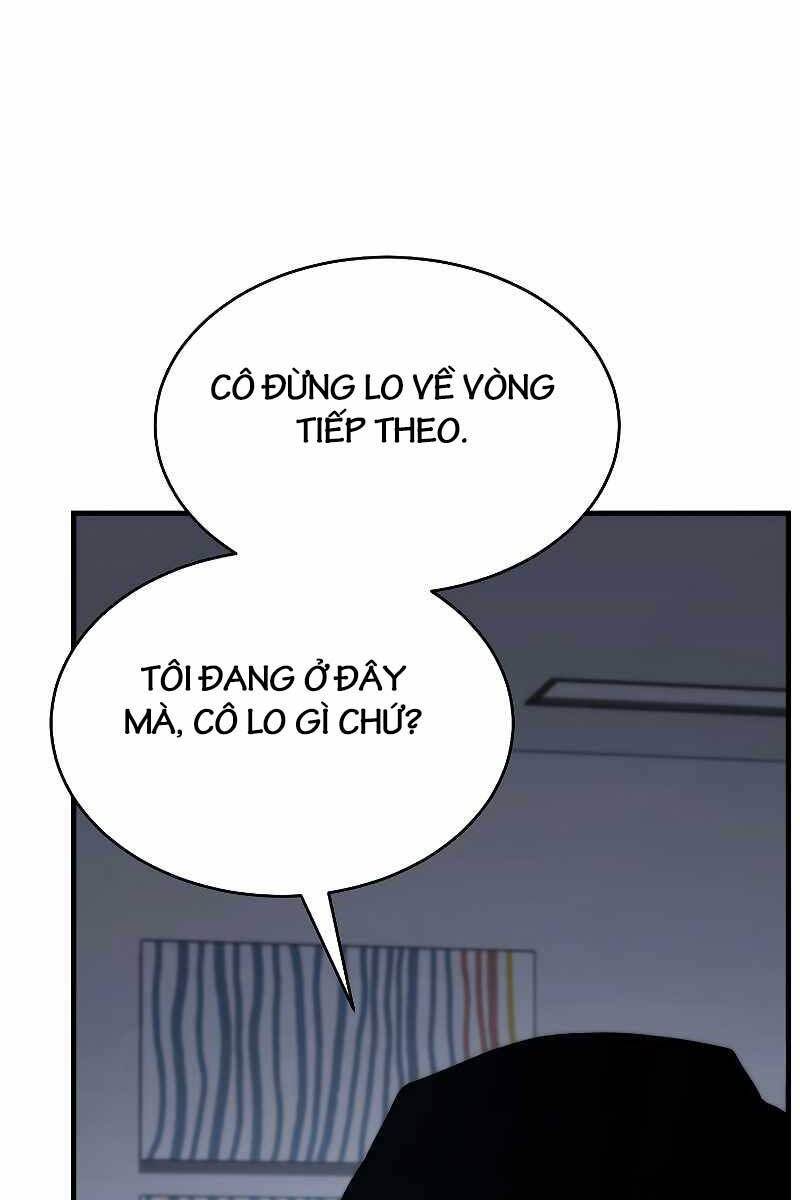 CÔ ĐỪNG LO VỀ VÒNG
TIẾP THEO.
TÔI ĐANG Ở ĐÂY
MÀ, CÔ LO GÌ CHỨ?